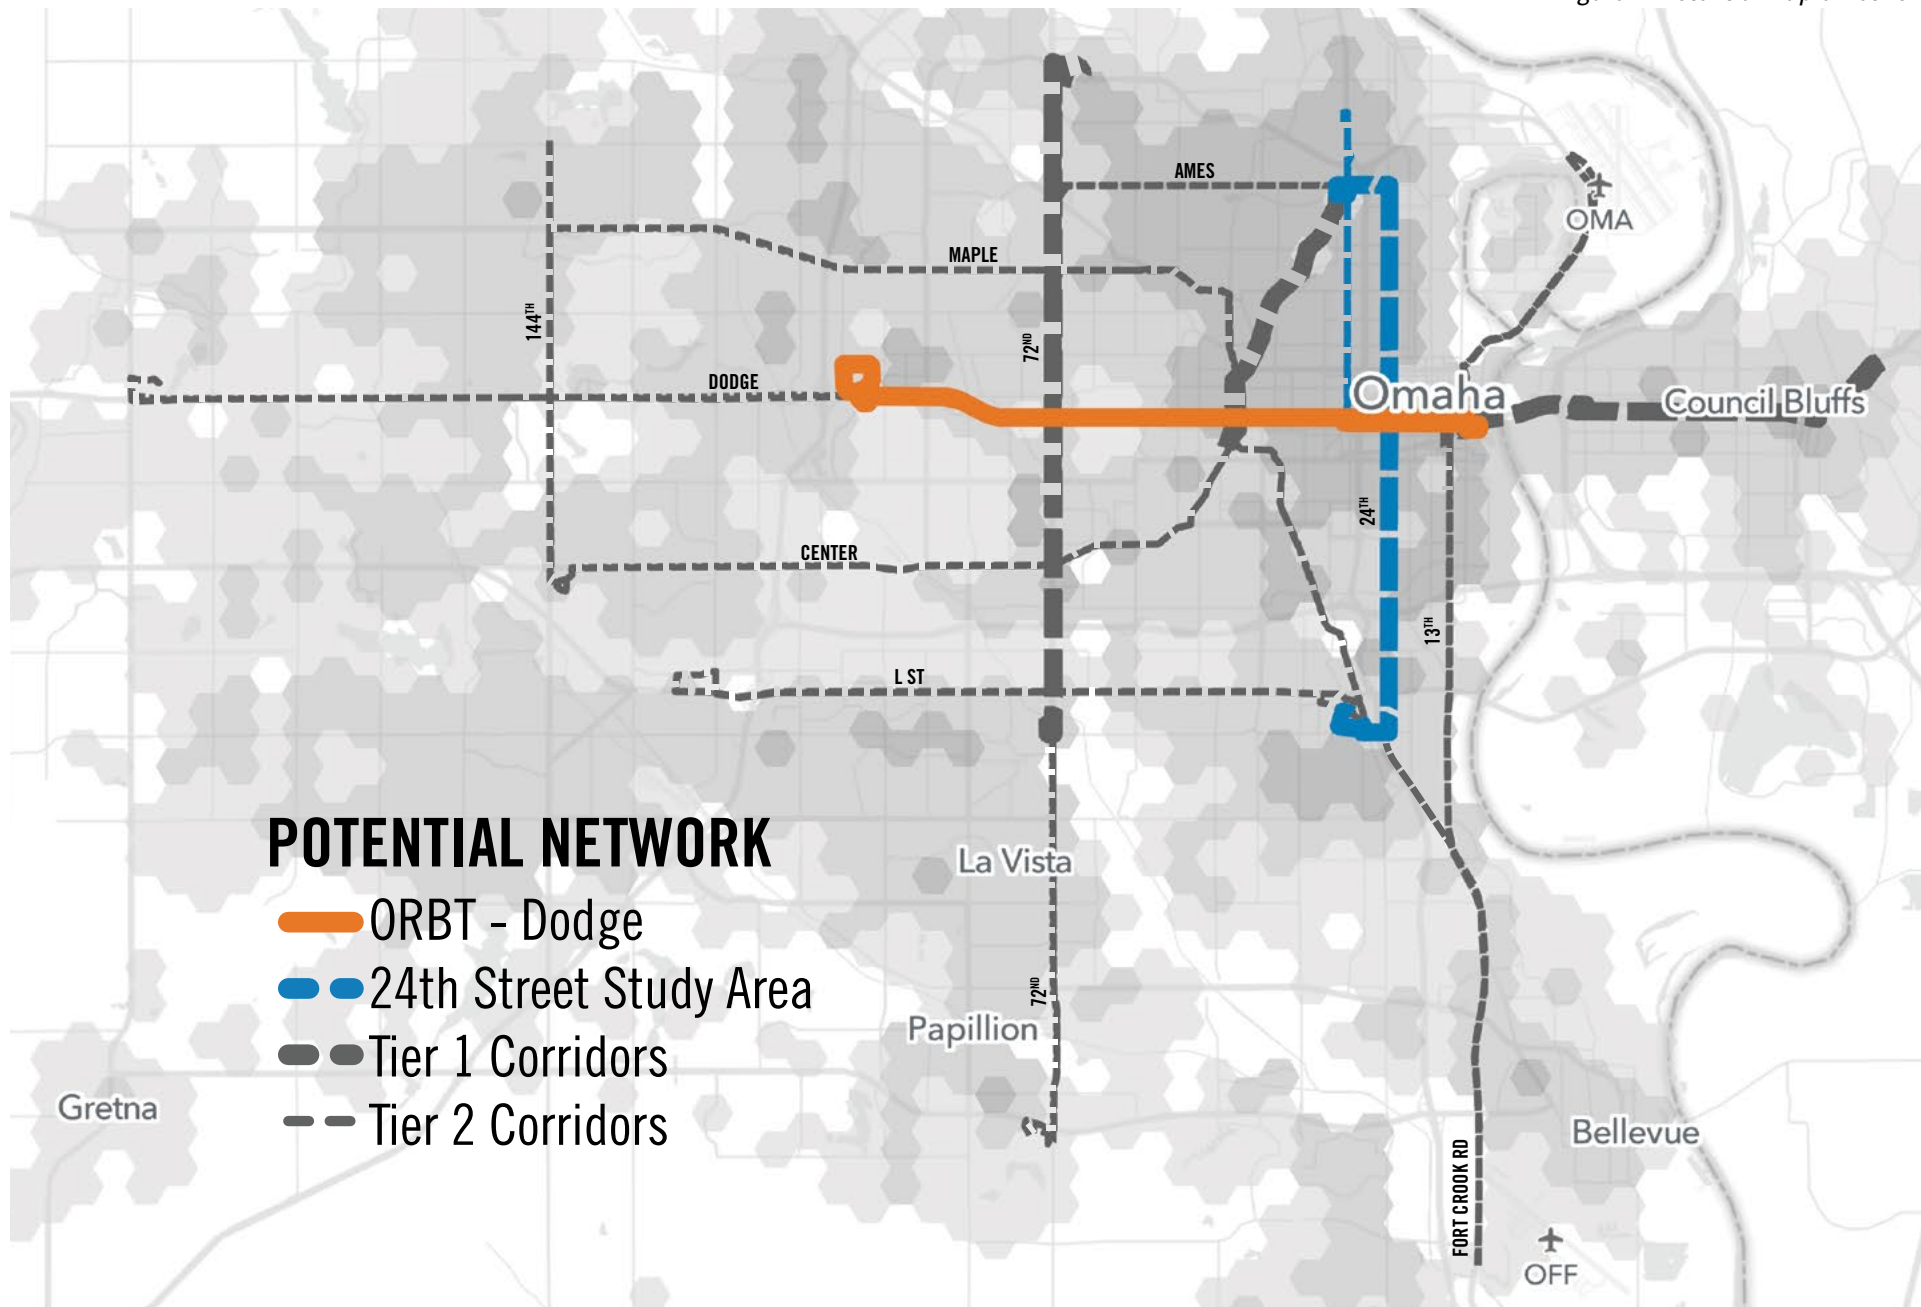 AMES
OMA
MAPLE
144TH
72ND
DODGE
Omaha
Council Bluffs
24TH
CENTER
13TH
L ST
POTENTIAL NETWORK
ORBT - Dodge
24th Street Study Area
Tier 1 Corridors
Tier 2 Corridors
La Vista
72ND
Papillion
Gretna
Bellevue
FORT CROOK RD
OFF